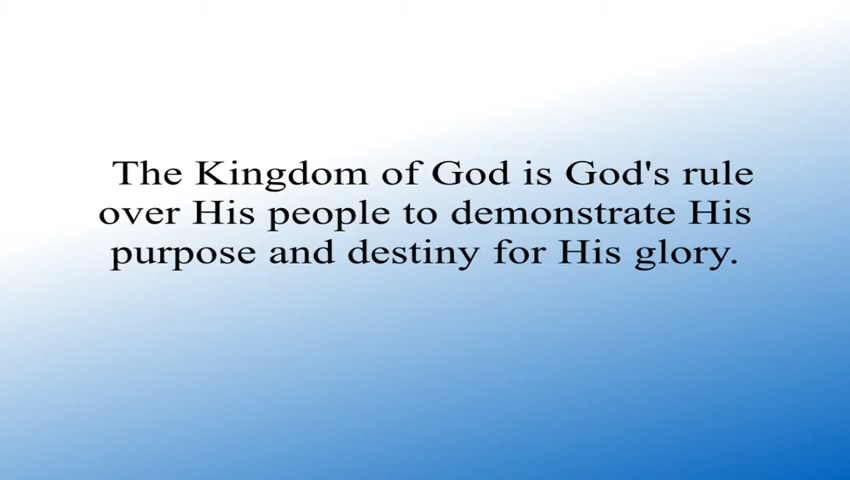 The Kingdom of God is God's rule
over His people to demonstrate His
purpose and destiny for His glory.